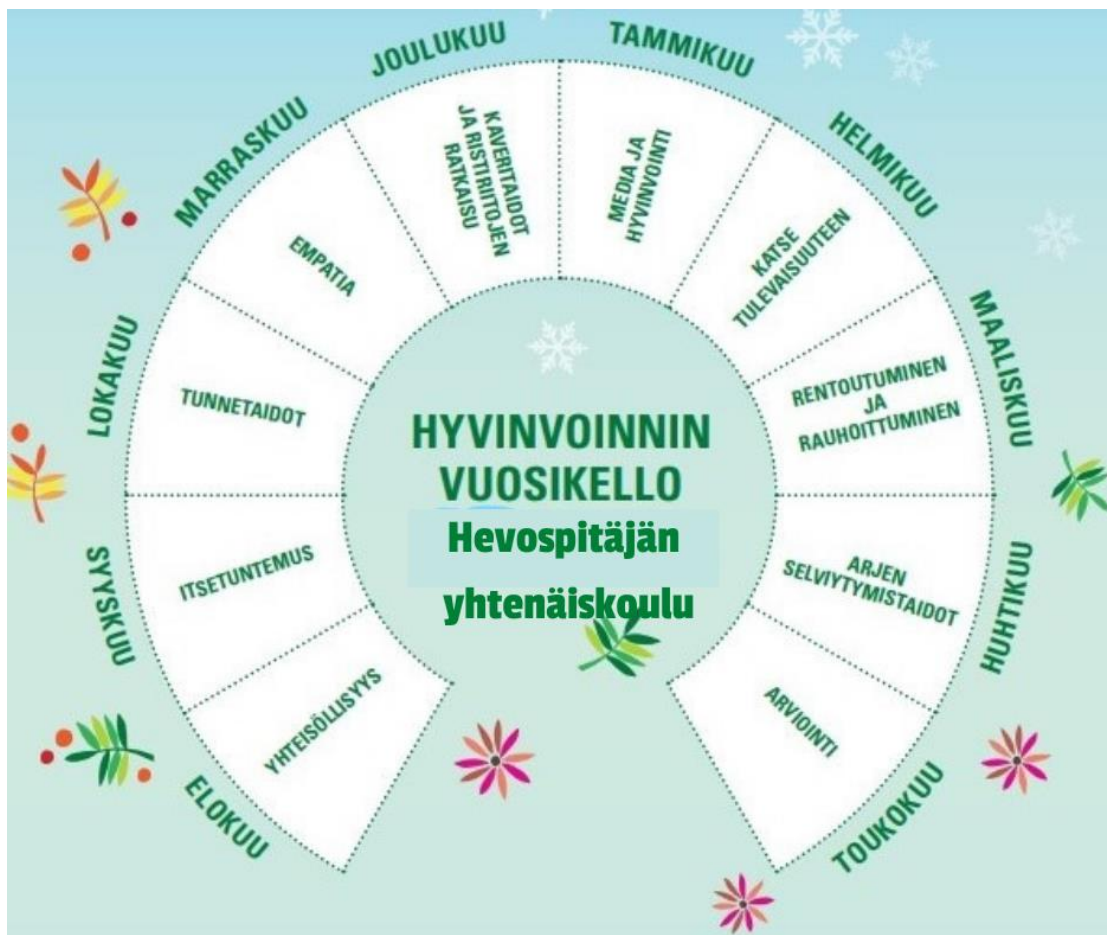 HYVINVOINNIN
VUOSIKELLO
Hevospitäjän
yhtenäiskoulu
ELOKUU
YHTEISÖLLISYYS
SYYSKUU
ITSETUNTEMUS
LOKAKUU
TUNNETAIDOT
MARRASKUU
EMPATIA
JOULUKUU
KAVERITAIDOT
JA RISTIRIITOJEN
RATKAISU
TAMMIKUU
MEDIA JA
HYVINVOINTI
HELMIKUU
KATSE
TULEVAISUUTEEN
MAALISKUU
RENTOUTUMINEN
JA
RAUHOITTUMINEN
HUHTIKUU
ARJEN
SELVIYTYMISTAIDOT
TOUKOKUU
ARVIOINTI